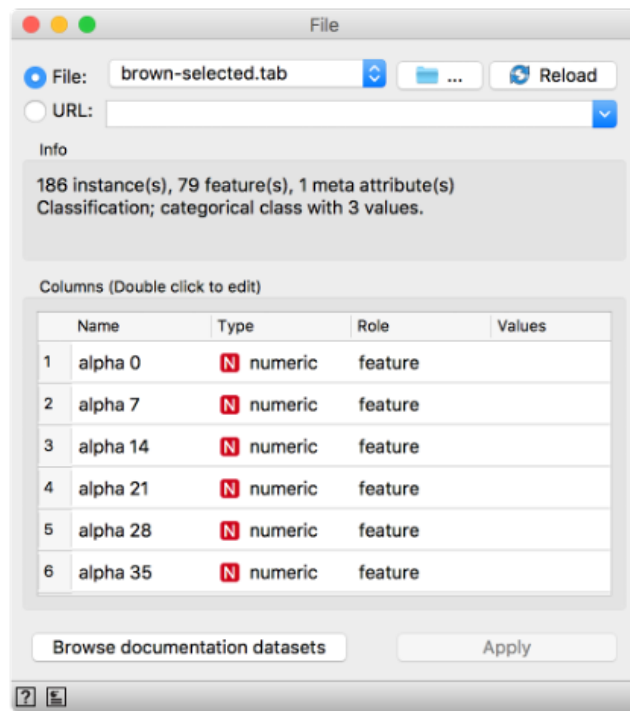 File
File: brown-selected.tab ... Reload
URL:
Info
186 instance(s), 79 feature(s), 1 meta attribute(s)
Classification; categorical class with 3 values.
Columns (Double click to edit)
Name Type Role Values
1 alpha 0 N numeric feature
2 alpha 7 N numeric feature
3 alpha 14 N numeric feature
4 alpha 21 N numeric feature
5 alpha 28 N numeric feature
6 alpha 35 N numeric feature
Browse documentation datasets Apply
?